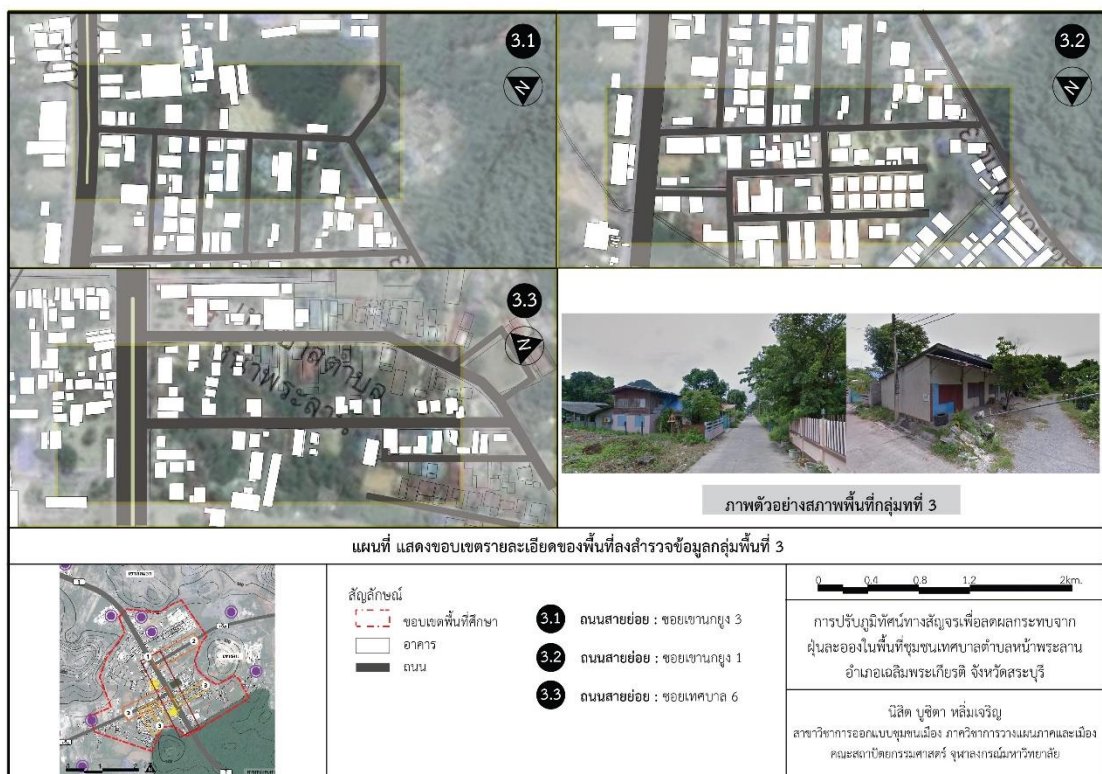 3.1
N
3.2
N
3.3
N
ภาพตัวอย่างสภาพพื้นที่กลุ่มทที่ 3
แผนที่ แสดงขอบเขตรายละเอียดของพื้นที่ลงสำรวจข้อมูลกลุ่มพื้นที่ 3
สัญลักษณ์
ขอบเขตพื้นที่ศึกษา
อาคาร
ถนน
3.1 ถนนสายย่อย : ซอยเขานกยูง 3
3.2 ถนนสายย่อย : ซอยเขานกยูง 1
3.3 ถนนสายย่อย : ซอยเทศบาล 6
0 0.4 0.8 1.2 2km.
การปรับภูมิทัศน์ทางสัญจรเพื่อลดผลกระทบจาก
ฝุ่นละอองในพื้นที่ชุมชนเทศบาลตำบลหน้าพระลาน
อำเภอเฉลิมพระเกียรติ จังหวัดสระบุรี
นิสิต บูชิตา หลิ่มเจริญ
สาขาวิชาการออกแบบชุมชนเมือง ภาควิชาการวางแผนภาคและเมือง
คณะสถาปัตยกรรมศาสตร์ จุฬาลงกรณ์มหาวิทยาลัย